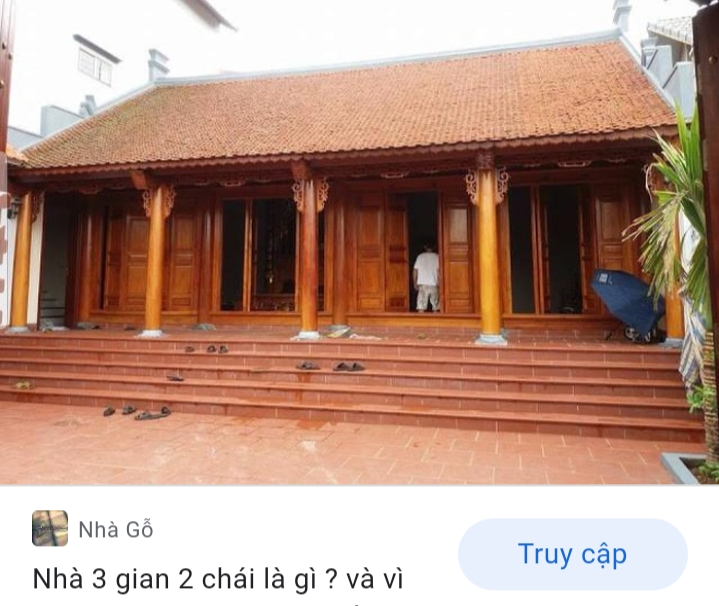 Nhà Gỗ
Truy cập
Nhà 3 gian 2 chái là gì ? và vì